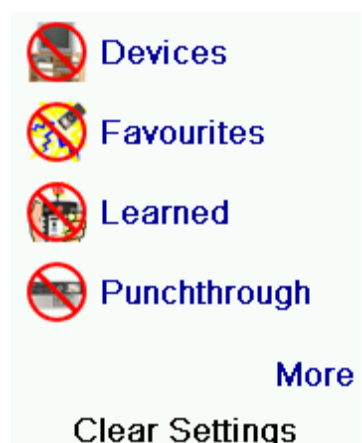 Devices
Favourites
Learned
Punchthrough
More
Clear Settings